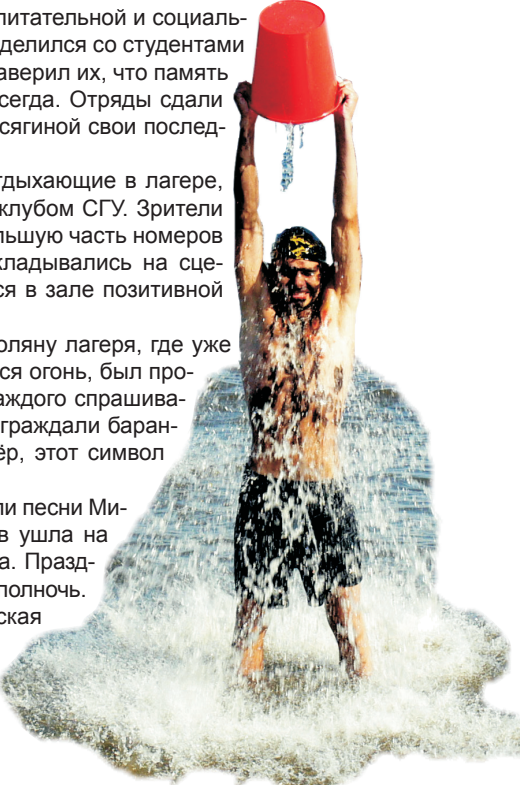 питательной и социаль-
делился со студентами
аверил их, что память
сегда. Отряды сдали
сягиной свои послед-
тдыхающие в лагере,
клубом СГУ. Зрители
льшую часть номеров
кладывались на сце-
ся в зале позитивной
оляну лагеря, где уже
ся огонь, был про-
аждого спрашива-
граждали баран-
ёр, этот символ
ли песни Ми-
в ушла на
а. Празд-
полночь.
ская